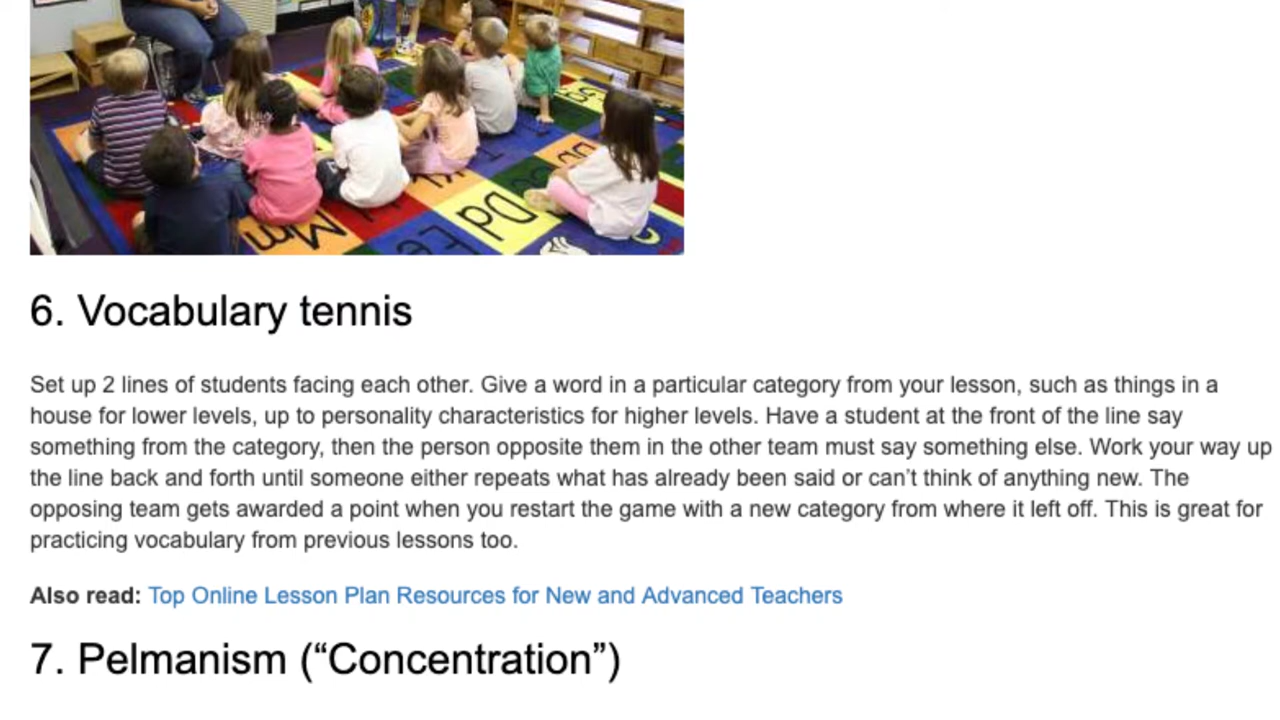 Mm
Dd
6. Vocabulary tennis
Set up 2 lines of students facing each other. Give a word in a particular category from your lesson, such as things in a
house for lower levels, up to personality characteristics for higher levels. Have a student at the front of the line say
something from the category, then the person opposite them in the other team must say something else. Work your way up
the line back and forth until someone either repeats what has already been said or can’t think of anything new. The
opposing team gets awarded a point when you restart the game with a new category from where it left off. This is great for
practicing vocabulary from previous lessons too.
Also read: Top Online Lesson Plan Resources for New and Advanced Teachers
7. Pelmanism (“Concentration”)